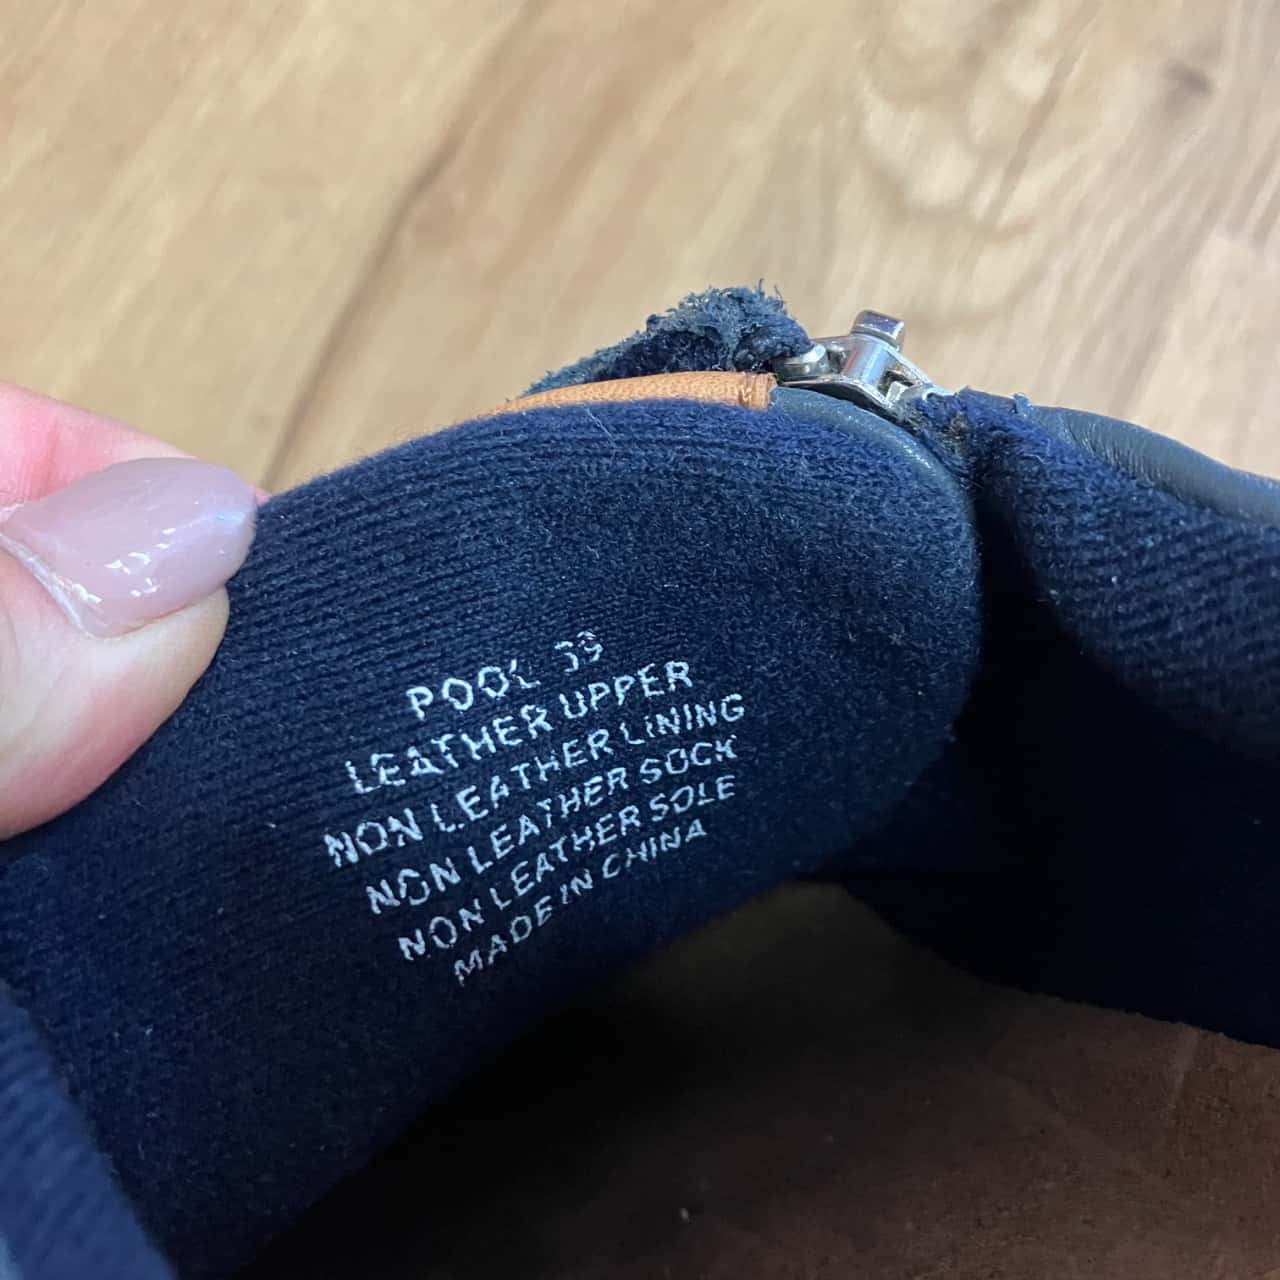 POOL 39
LEATHER UPPER
NON LEATHER LINING
NON LEATHER SOCK
NON LEATHER SOLE
MADE IN CHINA